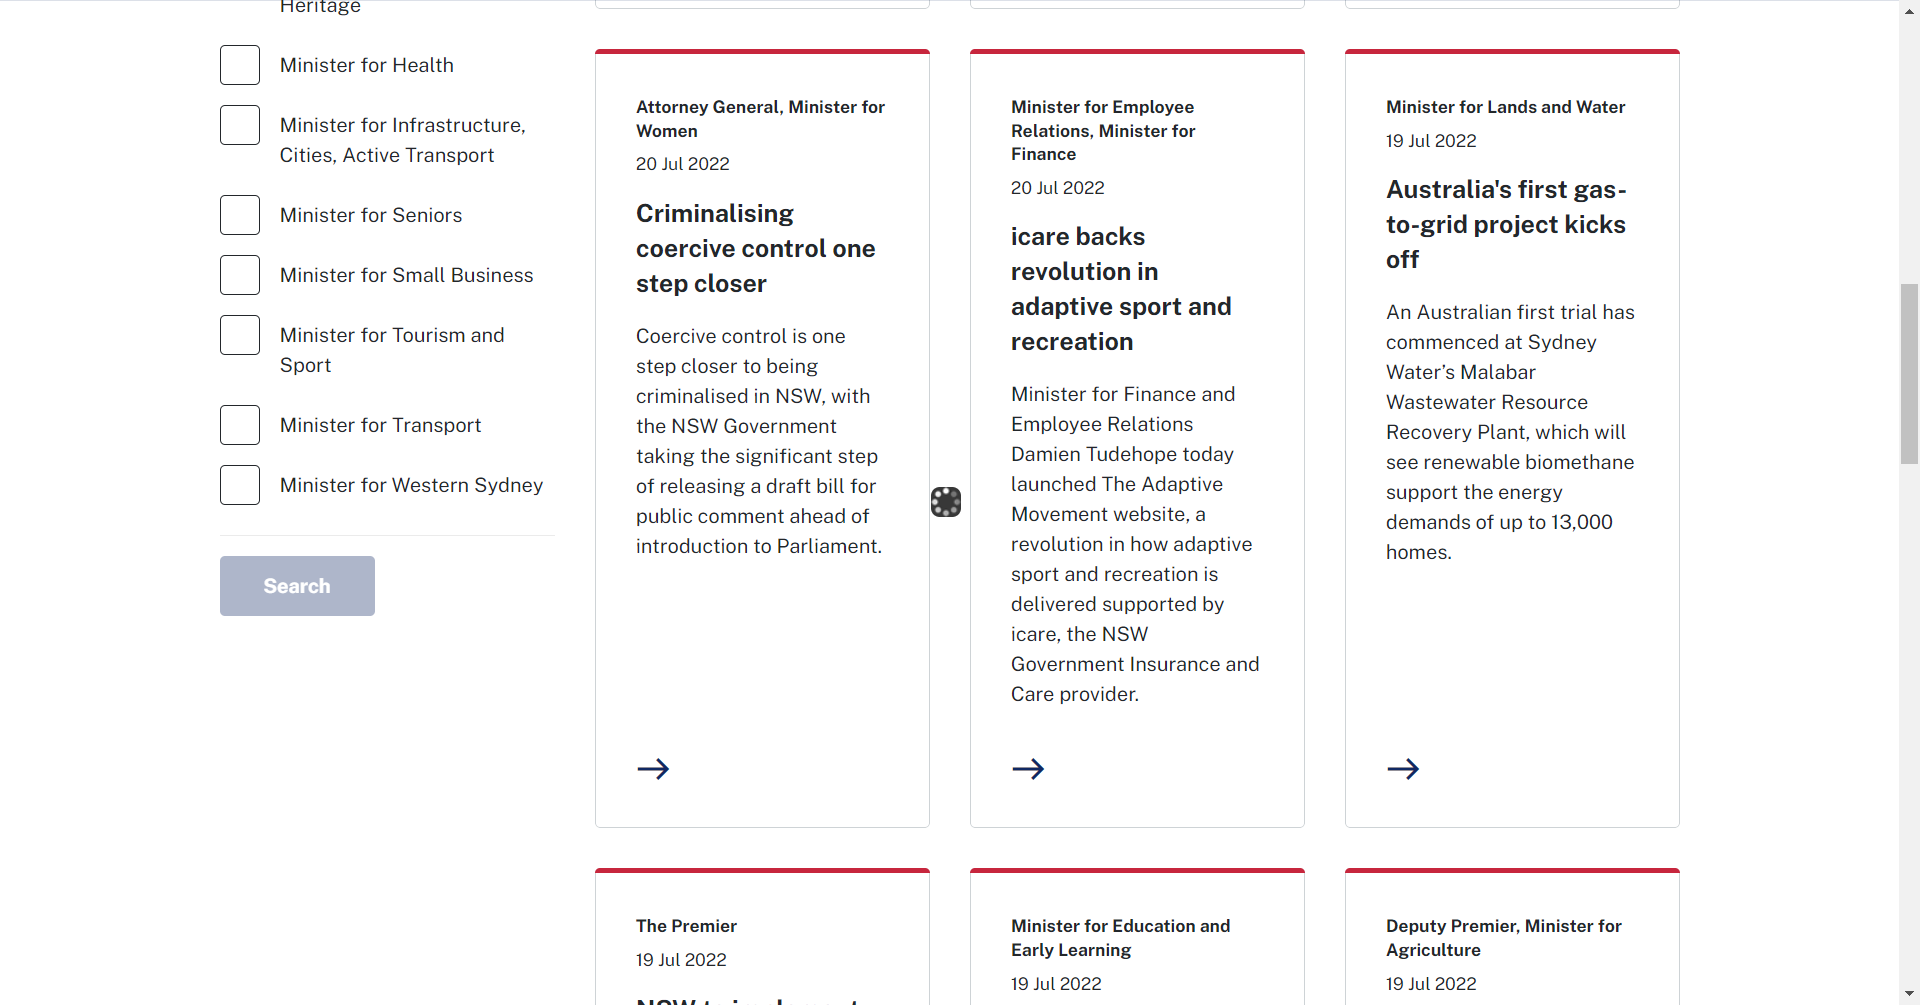 Heritage
Minister for Health
Minister for Infrastructure,
Cities, Active Transport
Minister for Seniors
Minister for Small Business
Minister for Tourism and
Sport
Minister for Transport
Minister for Western Sydney
Search
Attorney General, Minister for
Women
20 Jul 2022
Criminalising
coercive control one
step closer
Coercive control is one
step closer to being
criminalised in NSW, with
the NSW Government
taking the significant step
of releasing a draft bill for
public comment ahead of
introduction to Parliament.
Minister for Employee
Relations, Minister for
Finance
20 Jul 2022
icare backs
revolution in
adaptive sport and
recreation
Minister for Finance and
Employee Relations
Damien Tudehope today
launched The Adaptive
Movement website, a
revolution in how adaptive
sport and recreation is
delivered supported by
icare, the NSW
Government Insurance and
Care provider.
Minister for Lands and Water
19 Jul 2022
Australia's first gas-
to-grid project kicks
off
An Australian first trial has
commenced at Sydney
Water’s Malabar
Wastewater Resource
Recovery Plant, which will
see renewable biomethane
support the energy
demands of up to 13,000
homes.
The Premier
19 Jul 2022
NSW to implement
Minister for Education and
Early Learning
19 Jul 2022
Deputy Premier, Minister for
Agriculture
19 Jul 2022